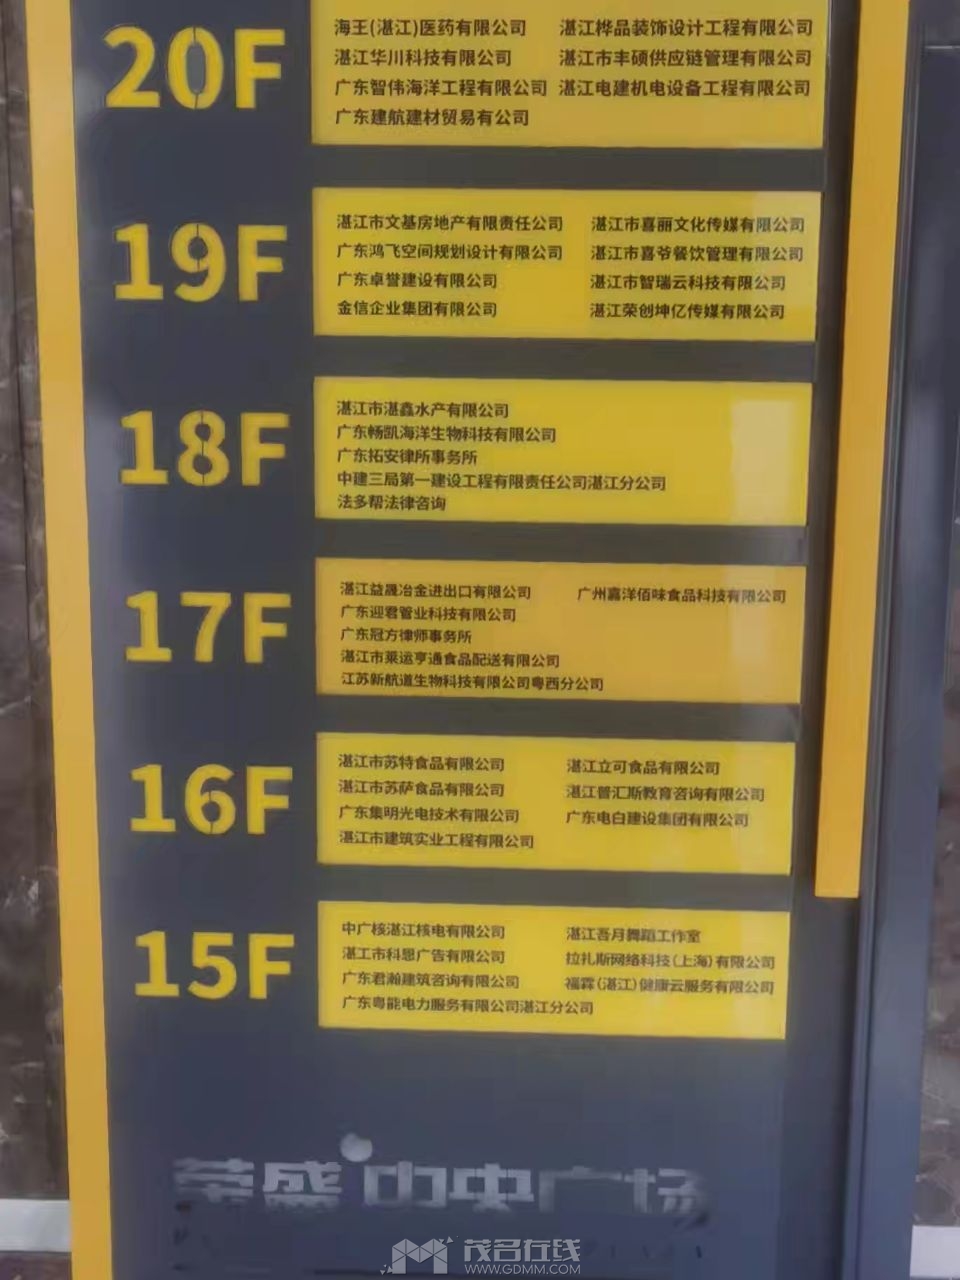 20F
海王(湛江)医药有限公司 湛江桦品装饰设计工程有限公司
湛江华川科技有限公司 湛江市丰硕供应链管理有限公司
广东智伟海洋工程有限公司 湛江电建机电设备工程有限公司
广东建航建材贸易有公司
19F
湛江市文基房地产有限责任公司 湛江市喜丽文化传媒有限公司
广东鸿飞空间规划设计有限公司 湛江市喜爷餐饮管理有限公司
广东卓誉建设有限公司 湛江市智瑞云科技有限公司
金信企业集团有限公司 湛江荣创坤亿传媒有限公司
18F
湛江市湛鑫水产有限公司
广东畅凯海洋生物科技有限公司
广东拓安律所事务所
中建三局第一建设工程有限责任公司湛江分公司
法多帮法律咨询
17F
湛江益晟冶金进出口有限公司 广州嘉洋佰味食品科技有限公司
广东迎君管业科技有限公司
广东冠方律师事务所
湛江市莱运亨通食品配送有限公司
江苏新航道生物科技有限公司粤西分公司
16F
湛江市苏特食品有限公司 湛江立可食品有限公司
湛江市苏萨食品有限公司 湛江普汇斯教育咨询有限公司
广东集明光电技术有限公司 广东电白建设集团有限公司
湛江市建筑实业工程有限公司
15F
中广核湛江核电有限公司 湛江吾月舞蹈工作室
湛工市科恩广告有限公司 拉扎斯网络科技(上海)有限公司
广东君瀚建筑咨询有限公司 福霖(湛江)健康云服务有限公司
广东粤能电力服务有限公司湛江分公司
荣盛中央广场
茂名在线
WWW.GDMM.COM